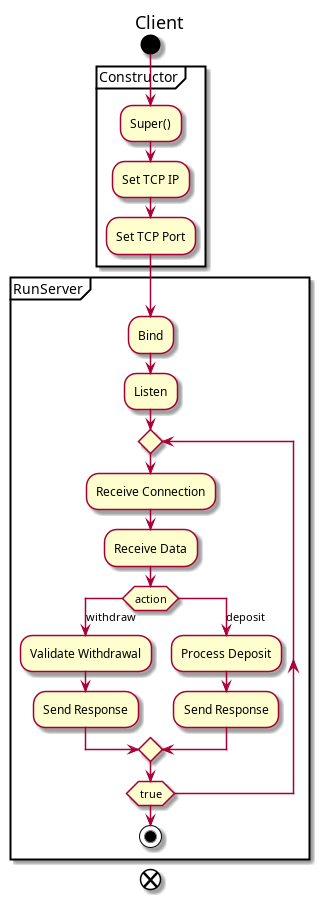 Client
Constructor
Super()
Set TCP IP
Set TCP Port
RunServer
Bind
Listen
Receive Connection
Receive Data
action
withdraw
deposit
Validate Withdrawal
Process Deposit
Send Response
Send Response
true